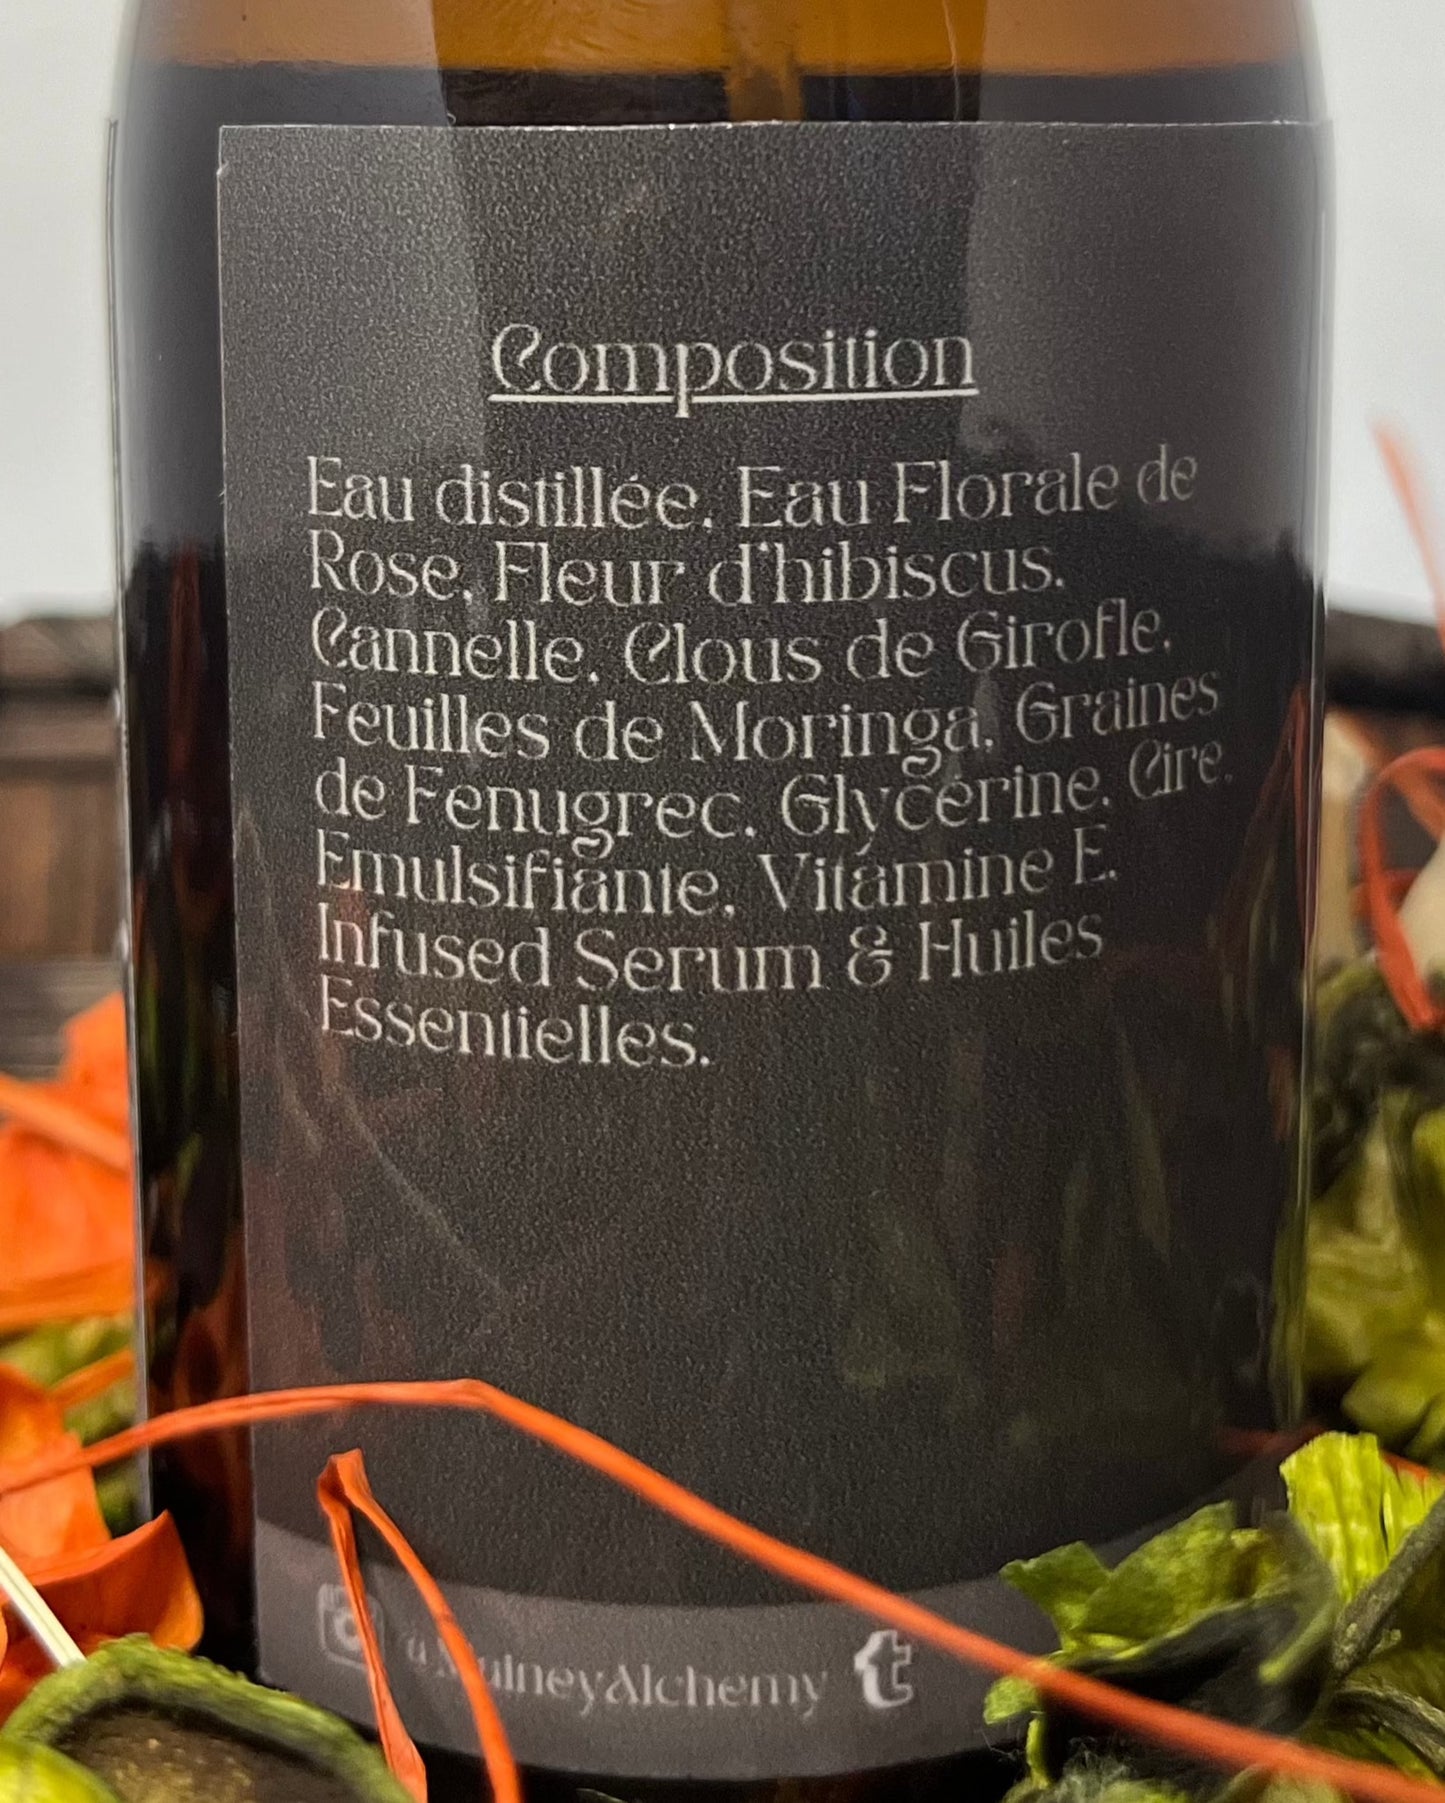 Composition
Eau distillée, Eau Florale de
Rose, Fleur d'hibiscus,
Cannelle, Clous de Girofle,
Feuilles de Moringa, Graines
de Fenugrec, Glycérine, Cire,
Emulsifiante, Vitamine E,
Infused Serum & Huiles
Essentielles.
t